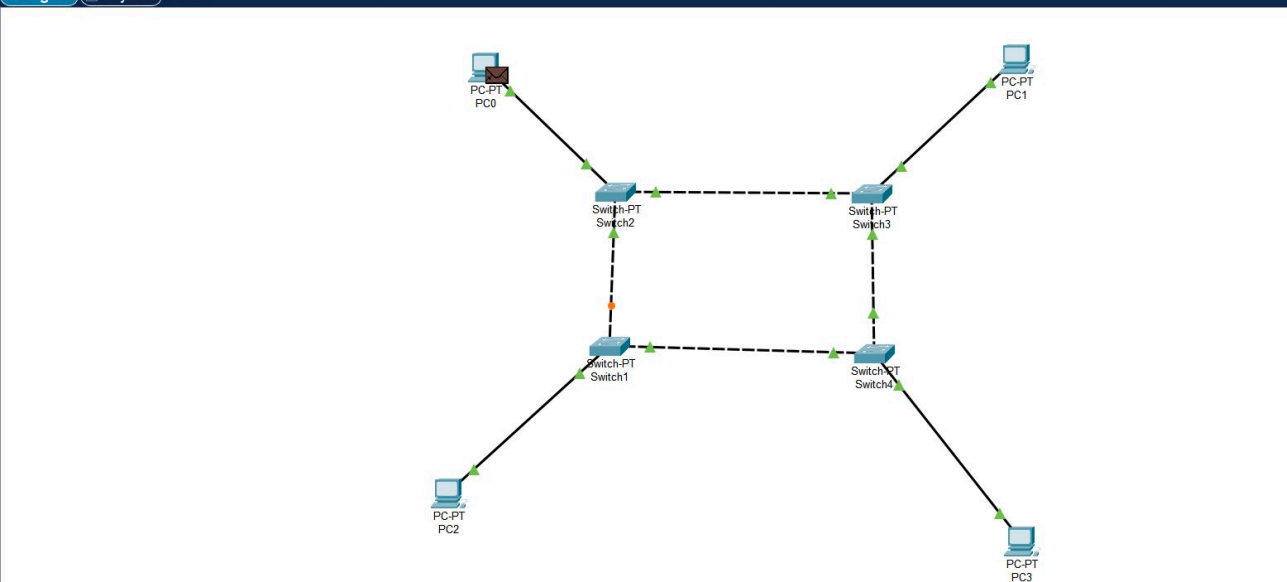 PC-PT
PC0
PC-PT
PC1
Switch-PT
Switch2
Switch-PT
Switch3
Switch-PT
Switch1
Switch-PT
Switch4
PC-PT
PC2
PC-PT
PC3